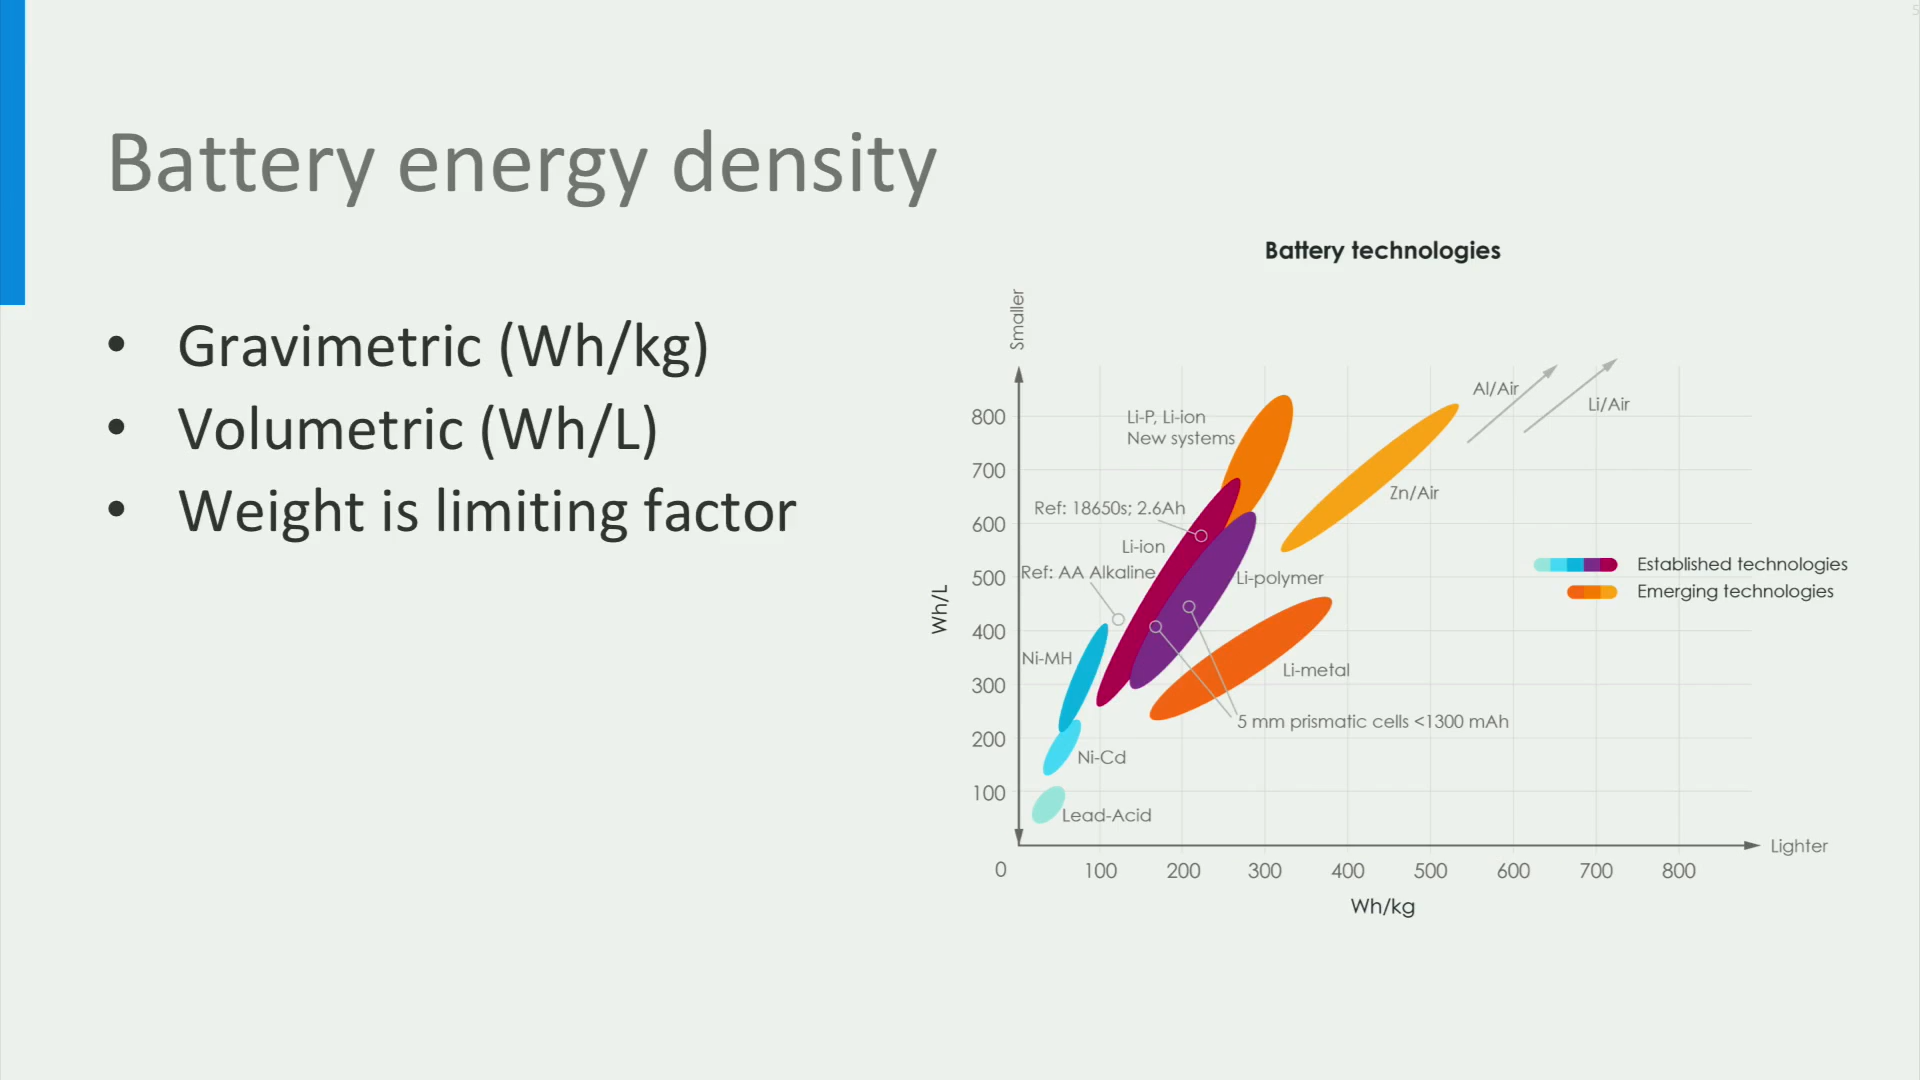 5
Battery energy density
• Gravimetric (Wh/kg)
• Volumetric (Wh/L)
• Weight is limiting factor
Battery technologies
Smaller
Al/Air
Li/Air
800
Li-P, Li-ion
New systems
700
Zn/Air
Ref: 18650s; 2.6Ah
600
Li-ion
Established technologies
Ref: AA Alkaline
500
Li-polymer
Emerging technologies
Wh/L
400
Ni-MH
Li-metal
300
5 mm prismatic cells <1300 mAh
200
Ni-Cd
100
Lead-Acid
Lighter
0 100 200 300 400 500 600 700 800
Wh/kg